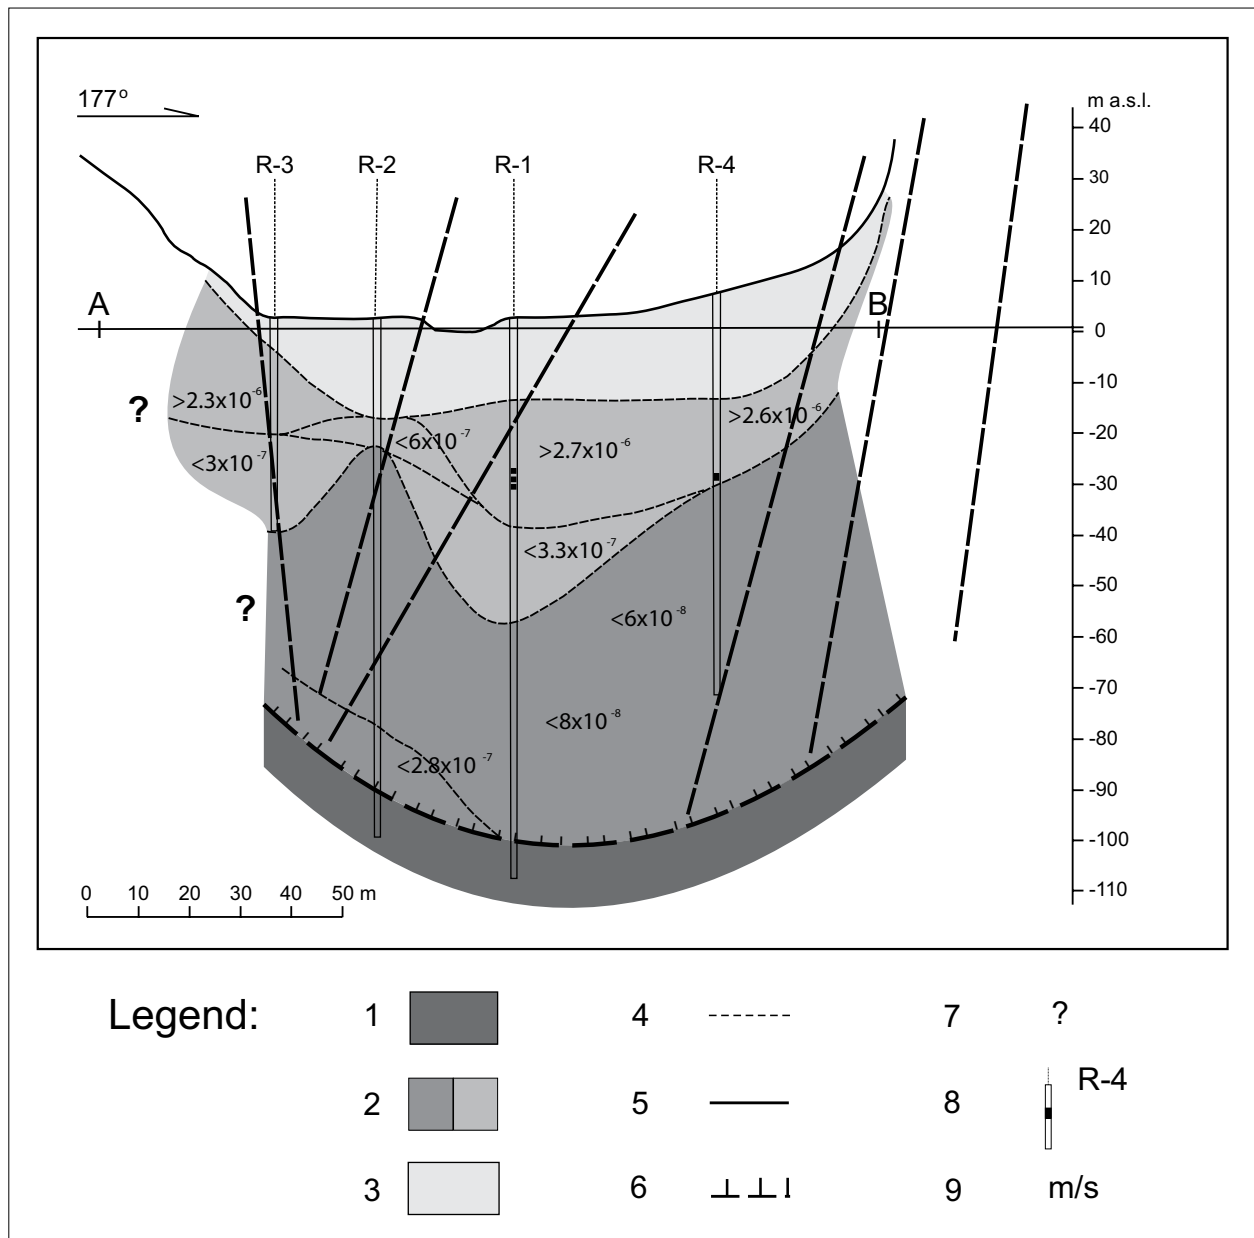 177°
m a.s.l.
40
30
20
10
0
-10
-20
-30
-40
-50
-60
-70
-80
-90
-100
-110
R-3
R-2
R-1
R-4
A
B
?
>2.3x10⁻⁶
<3x10⁻⁷
<6x10⁻⁷
>2.7x10⁻⁶
>2.6x10⁻⁶
<3.3x10⁻⁷
?
<6x10⁻⁸
<8x10⁻⁸
<2.8x10⁻⁷
0 10 20 30 40 50 m
Legend:
1
2
3
4
5
6
7 ?
8 R-4
9 m/s